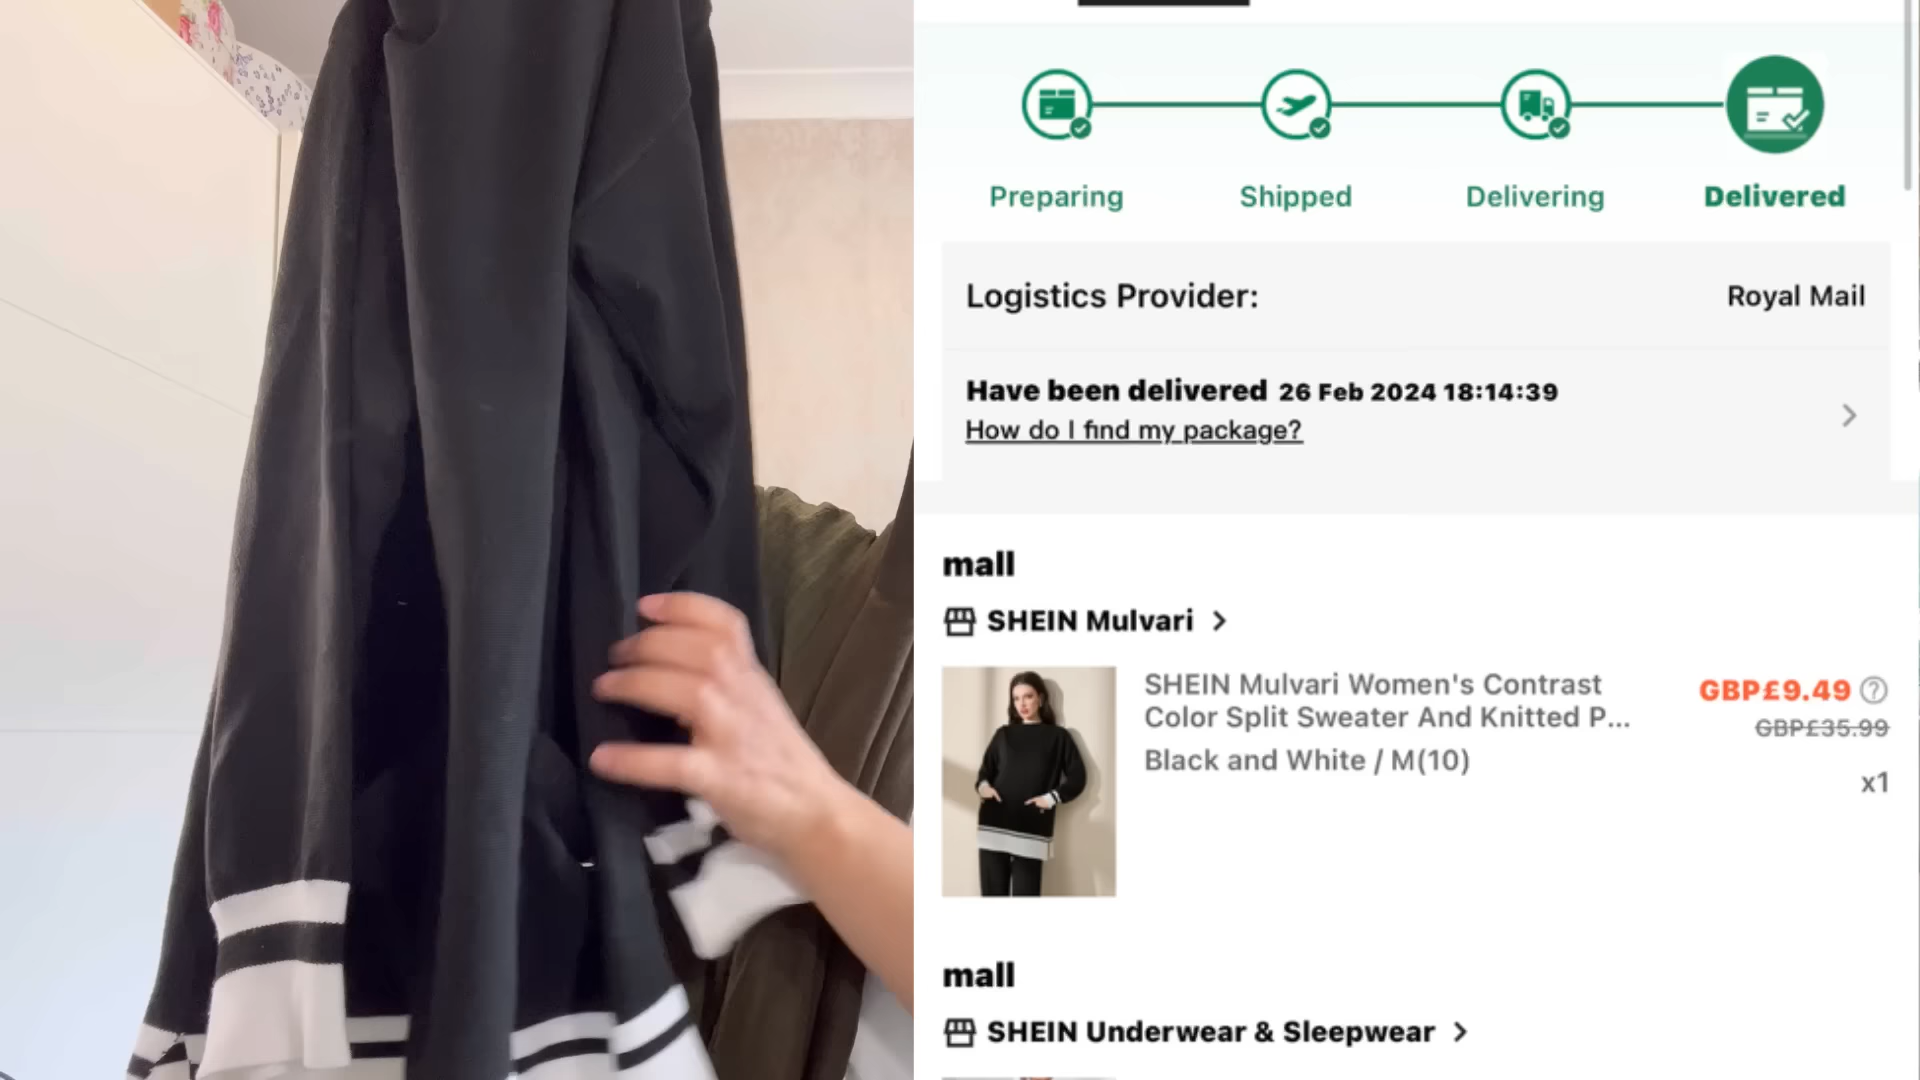 Preparing
Shipped
Delivering
Delivered
Logistics Provider:
Royal Mail
Have been delivered 26 Feb 2024 18:14:39
How do I find my package?
mall
SHEIN Mulvari
SHEIN Mulvari Women's Contrast
Color Split Sweater And Knitted P...
Black and White / M(10)
GBP£9.49
GBP£35.99
x1
mall
SHEIN Underwear & Sleepwear